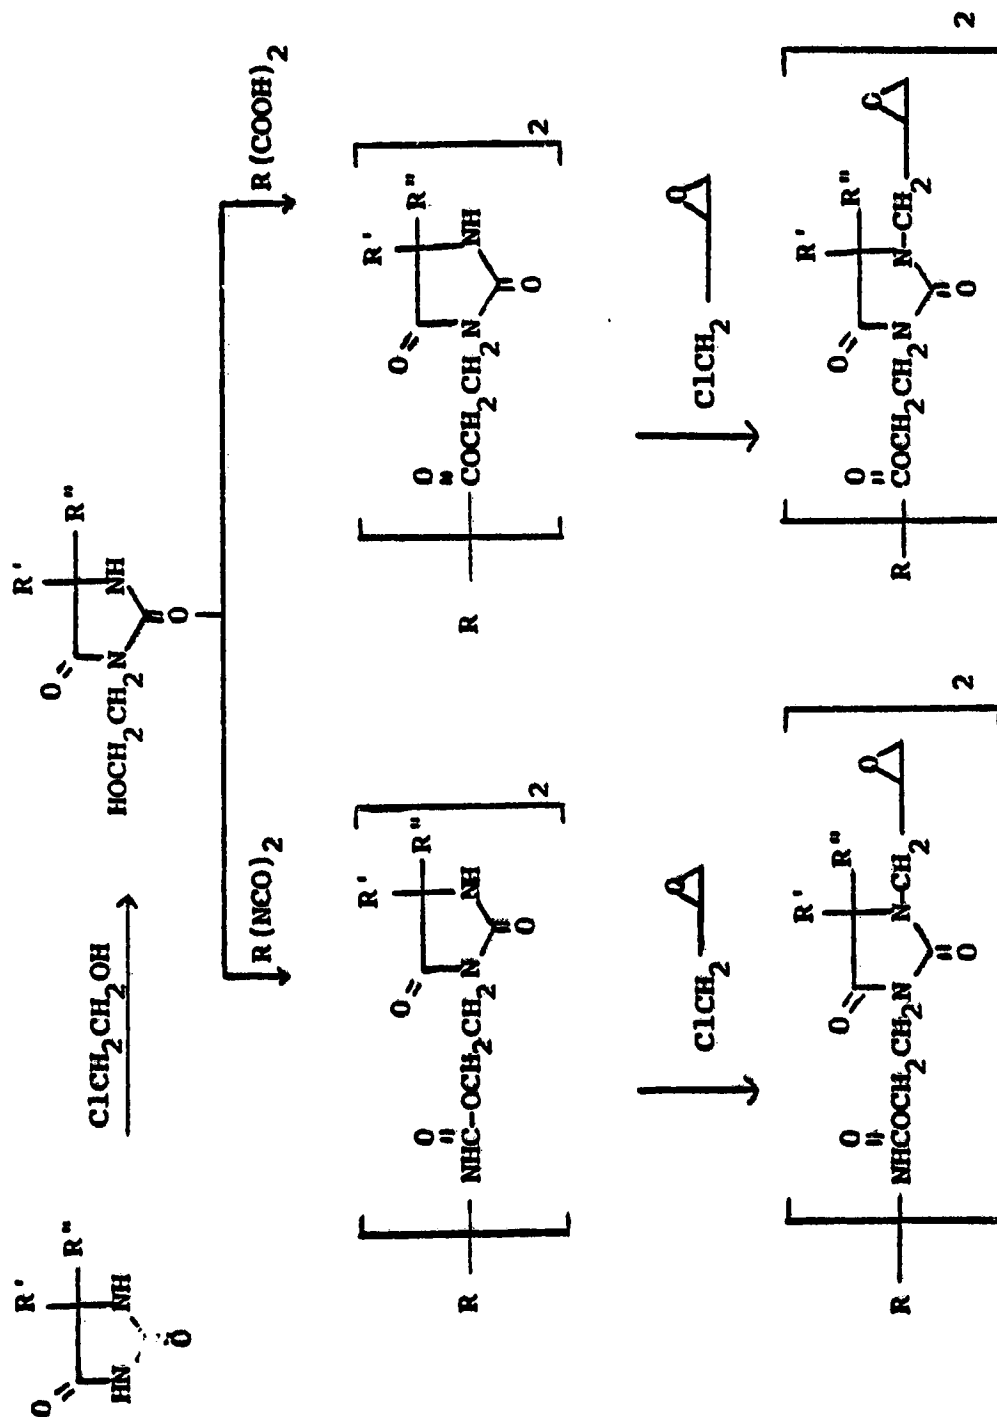 R' R"
O
HN NH
O
ClCH2CH2OH
R' R"
O
HOCH2CH2N NH
O
R(NCO)2
R(COOH)2
R' R"
O O
R NHC-OCH2CH2N NH
O
2
R' R"
O O
R COCH2CH2N NH
O
2
O
ClCH2
O
ClCH2
R' R"
O O O
R NHCOCH2CH2N N-CH2
O
2
R' R"
O O C
R COCH2CH2N N-CH2
O
2